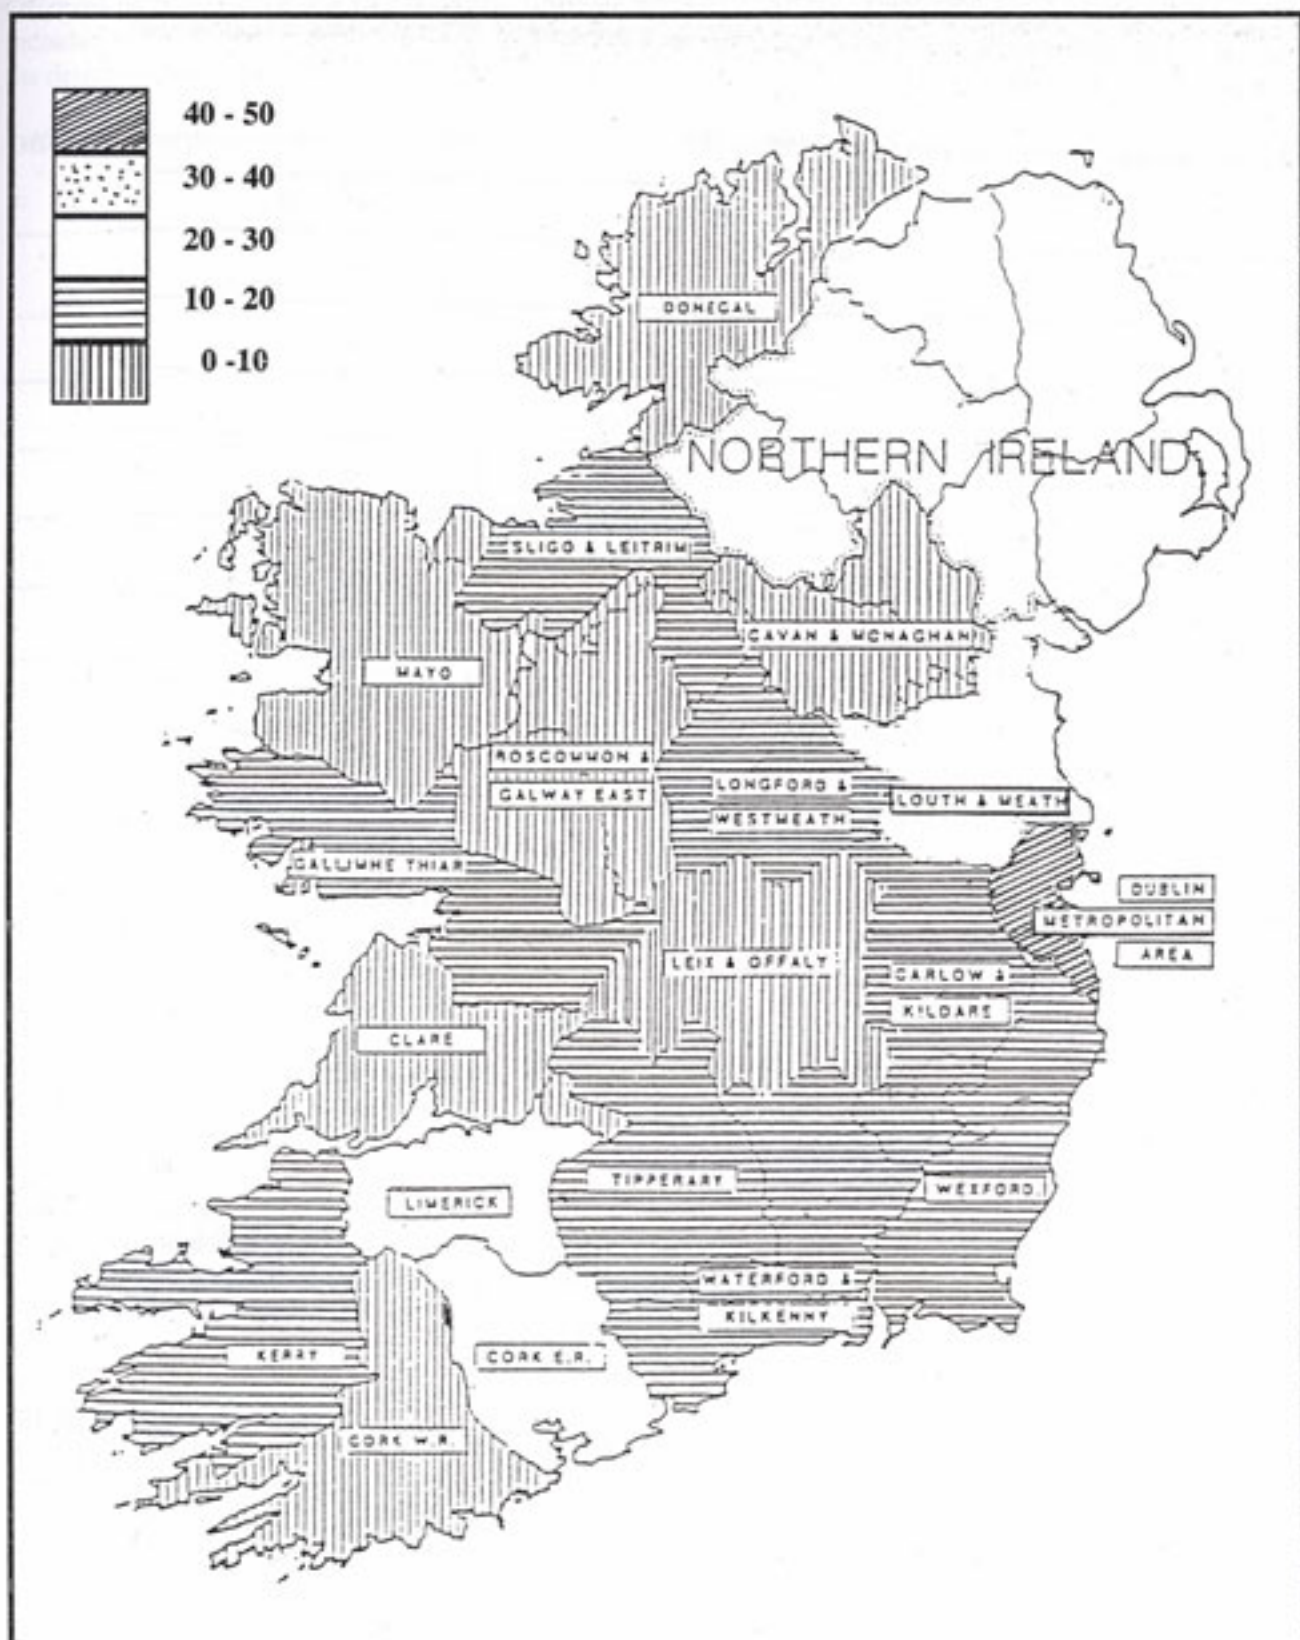 40 - 50
30 - 40
20 - 30
10 - 20
0 -10
DONEGAL
NORTHERN IRELAND
SLIGO & LEITRIM
CAVAN & MONAGHAN
MAYO
ROSCOMMON &
GALWAY EAST
LONGFORD &
WESTMEATH
LOUTH & MEATH
GALLIMHE THIAR
DUBLIN
METROPOLITAN
AREA
LEIX & OFFALY
CARLOW &
KILDARE
CLARE
TIPPERARY
WEXFORD
LIMERICK
WATERFORD &
KILKENNY
KERRY
CORK E.R.
CORK W.R.